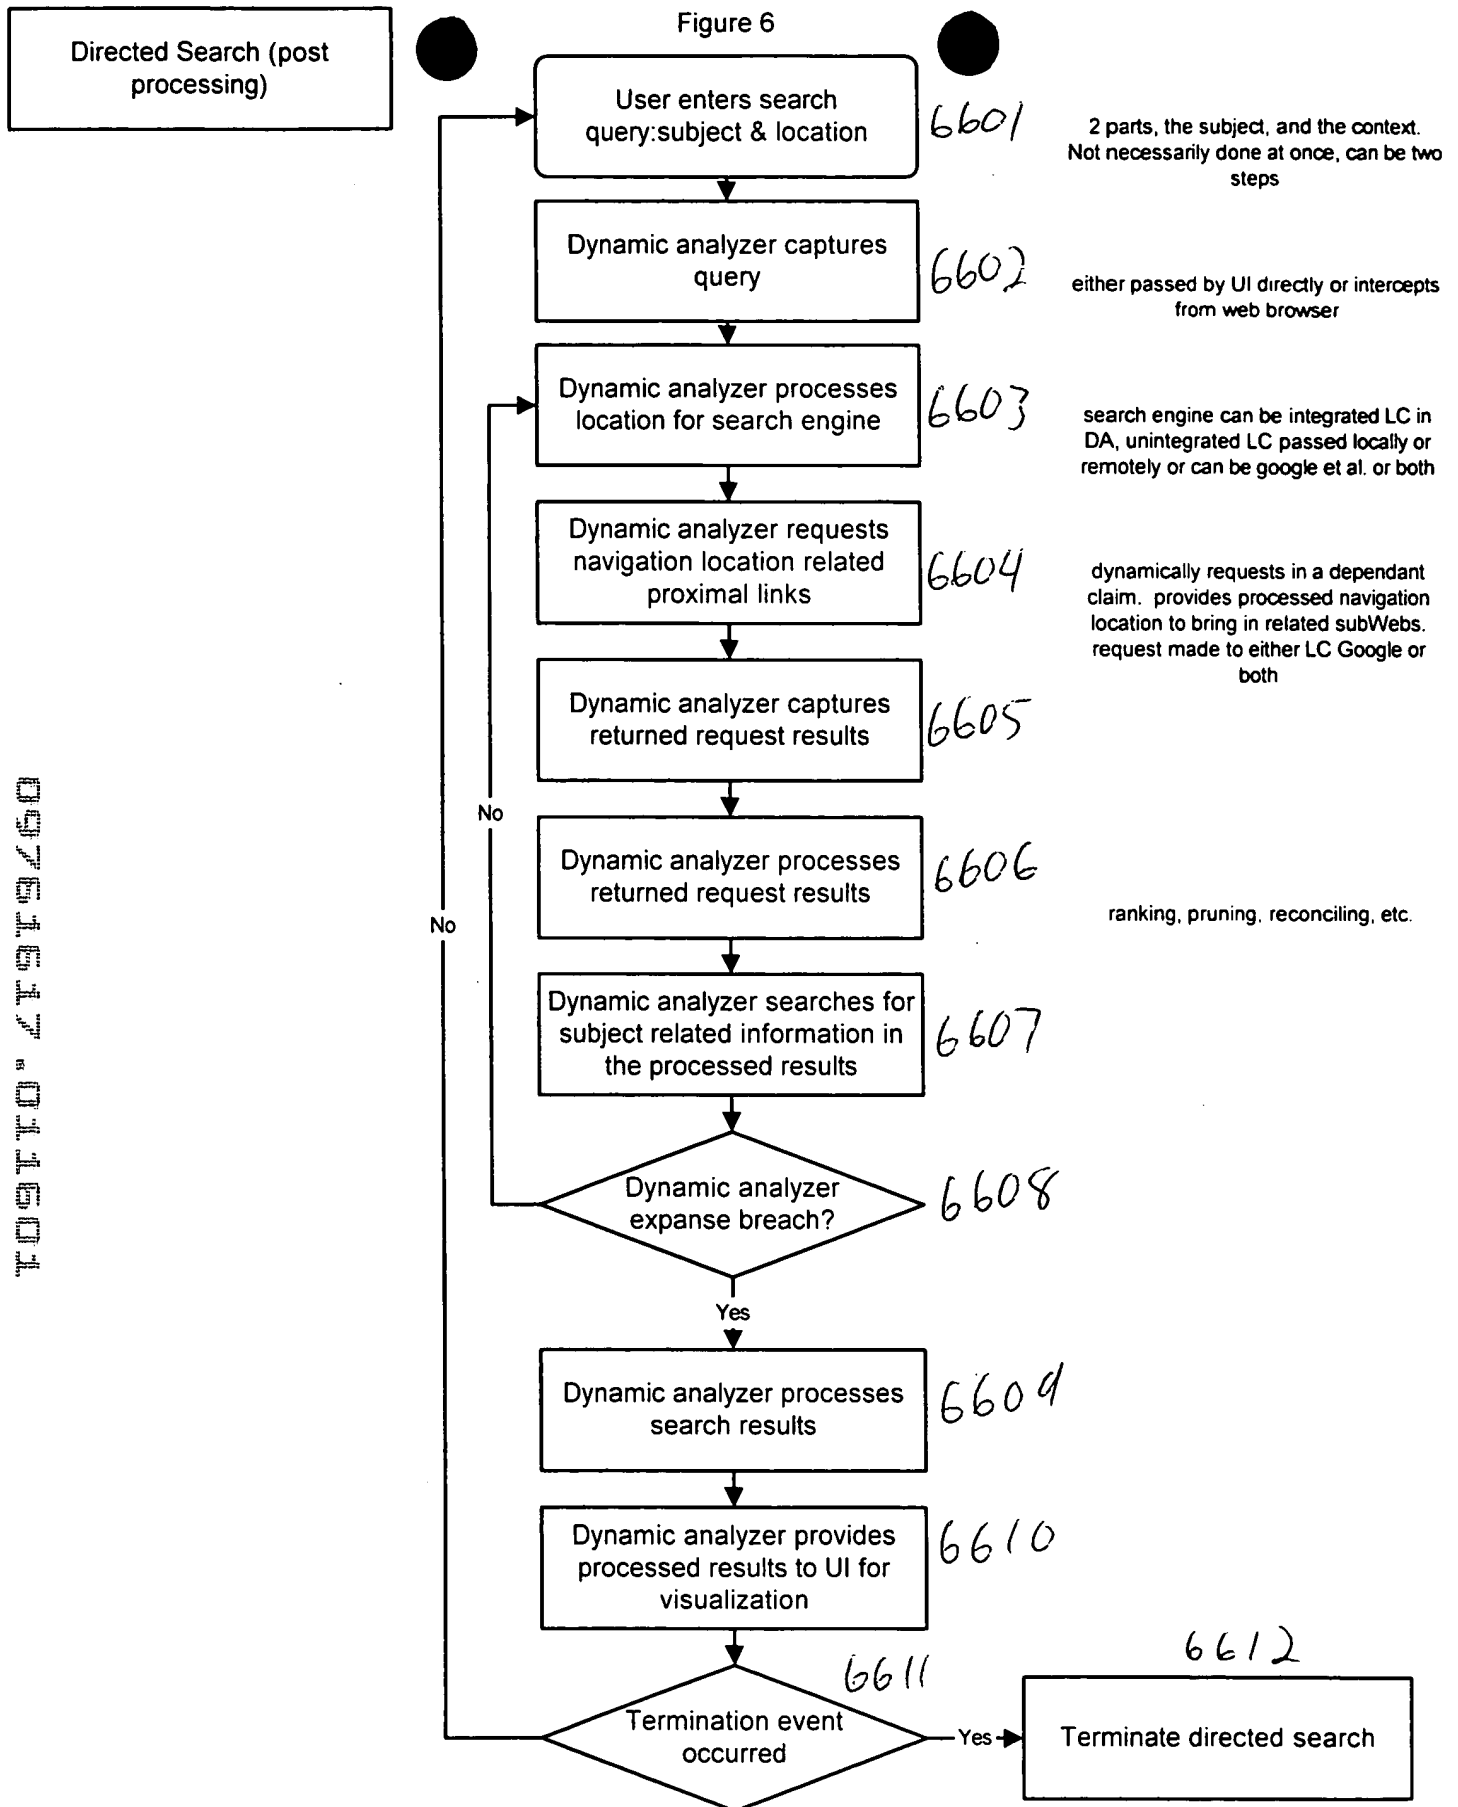 Figure 6
Directed Search (post
processing)
User enters search
query:subject & location
6601
2 parts, the subject, and the context.
Not necessarily done at once, can be two
steps
Dynamic analyzer captures
query
6602
either passed by UI directly or intercepts
from web browser
Dynamic analyzer processes
location for search engine
6603
search engine can be integrated LC in
DA, unintegrated LC passed locally or
remotely or can be google et al. or both
Dynamic analyzer requests
navigation location related
proximal links
6604
dynamically requests in a dependant
claim. provides processed navigation
location to bring in related subWebs.
request made to either LC Google or
both
Dynamic analyzer captures
returned request results
6605
No
Dynamic analyzer processes
returned request results
6606
ranking, pruning, reconciling, etc.
No
Dynamic analyzer searches for
subject related information in
the processed results
6607
Dynamic analyzer
expanse breach?
6608
Yes
Dynamic analyzer processes
search results
6609
Dynamic analyzer provides
processed results to UI for
visualization
6610
Termination event
occurred
6611
Yes
6612
Terminate directed search
09761617.011601